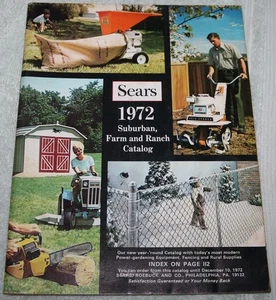 Sears
1972
Suburban,
Farm and Ranch
Catalog
Our new year-'round Catalog with today's most modern
Power-gardening Equipment, Fencing and Rural Supplies
INDEX ON PAGE 112
You can order from this catalog until December 10, 1972
SEARS, ROEBUCK AND CO., PHILADELPHIA, PA. 19132
Satisfaction Guaranteed or Your Money Back